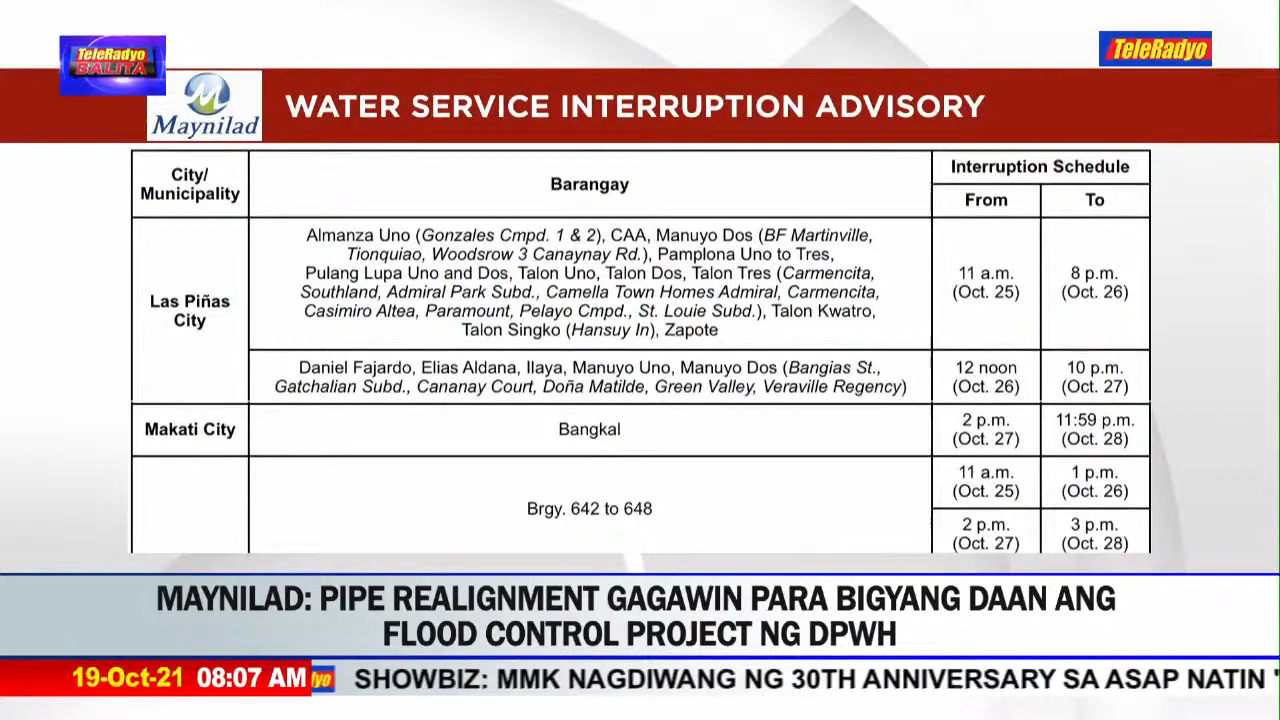 TeleRadyo
BALITA
TeleRadyo
Maynilad
WATER SERVICE INTERRUPTION ADVISORY
City/
Municipality
Barangay
Interruption Schedule
From
To
Las Piñas
City
Almanza Uno (Gonzales Cmpd. 1 & 2), CAA, Manuyo Dos (BF Martinville,
Tionquiao, Woodsrow 3 Canaynay Rd.), Pamplona Uno to Tres,
Pulang Lupa Uno and Dos, Talon Uno, Talon Dos, Talon Tres (Carmencita,
Southland, Admiral Park Subd., Camella Town Homes Admiral, Carmencita,
Casimiro Altea, Paramount, Pelayo Cmpd., St. Louie Subd.), Talon Kwatro,
Talon Singko (Hansuy In), Zapote
11 a.m.
(Oct. 25)
8 p.m.
(Oct. 26)
Daniel Fajardo, Elias Aldana, Ilaya, Manuyo Uno, Manuyo Dos (Bangias St.,
Gatchalian Subd., Cananay Court, Doña Matilde, Green Valley, Veraville Regency)
12 noon
(Oct. 26)
10 p.m.
(Oct. 27)
Makati City
Bangkal
2 p.m.
(Oct. 27)
11:59 p.m.
(Oct. 28)
Brgy. 642 to 648
11 a.m.
(Oct. 25)
1 p.m.
(Oct. 26)
2 p.m.
(Oct. 27)
3 p.m.
(Oct. 28)
MAYNILAD: PIPE REALIGNMENT GAGAWIN PARA BIGYANG DAAN ANG
FLOOD CONTROL PROJECT NG DPWH
19-Oct-21 08:07 AM
SHOWBIZ: MMK NAGDIWANG NG 30TH ANNIVERSARY SA ASAP NATIN '